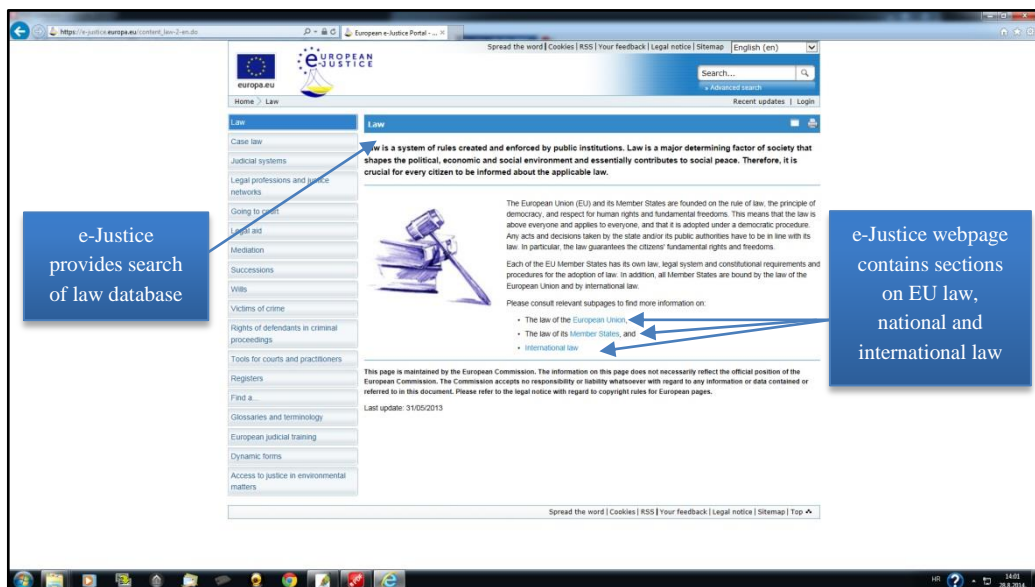 https://e-justice.europa.eu/content_law-2-en.do
European e-Justice Portal - ...
Spread the word | Cookies | RSS | Your feedback | Legal notice | Sitemap
English (en)
europa.eu
EUROPEAN
e-JUSTICE
Search...
» Advanced search
Home > Law
Recent updates | Login
Law
Case law
Judicial systems
Legal professions and justice
networks
Going to court
Legal aid
Mediation
Successions
Wills
Victims of crime
Rights of defendants in criminal
proceedings
Tools for courts and practitioners
Registers
Find a...
Glossaries and terminology
European judicial training
Dynamic forms
Access to justice in environmental
matters
Law
Law is a system of rules created and enforced by public institutions. Law is a major determining factor of society that
shapes the political, economic and social environment and essentially contributes to social peace. Therefore, it is
crucial for every citizen to be informed about the applicable law.
The European Union (EU) and its Member States are founded on the rule of law, the principle of
democracy, and respect for human rights and fundamental freedoms. This means that the law is
above everyone and applies to everyone, and that it is adopted under a democratic procedure.
Any acts and decisions taken by the state and/or its public authorities have to be in line with its
law. In particular, the law guarantees the citizens' fundamental rights and freedoms.
Each of the EU Member States has its own law, legal system and constitutional requirements and
procedures for the adoption of law. In addition, all Member States are bound by the law of the
European Union and by international law.
Please consult relevant subpages to find more information on:
• The law of the European Union,
• The law of its Member States, and
• International law
This page is maintained by the European Commission. The information on this page does not necessarily reflect the official position of the
European Commission. The Commission accepts no responsibility or liability whatsoever with regard to any information or data contained or
referred to in this document. Please refer to the legal notice with regard to copyright rules for European pages.
Last update: 31/05/2013
Spread the word | Cookies | RSS | Your feedback | Legal notice | Sitemap | Top
e-Justice
provides search
of law database
e-Justice webpage
contains sections
on EU law,
national and
international law
HR
14:01
28.8.2014